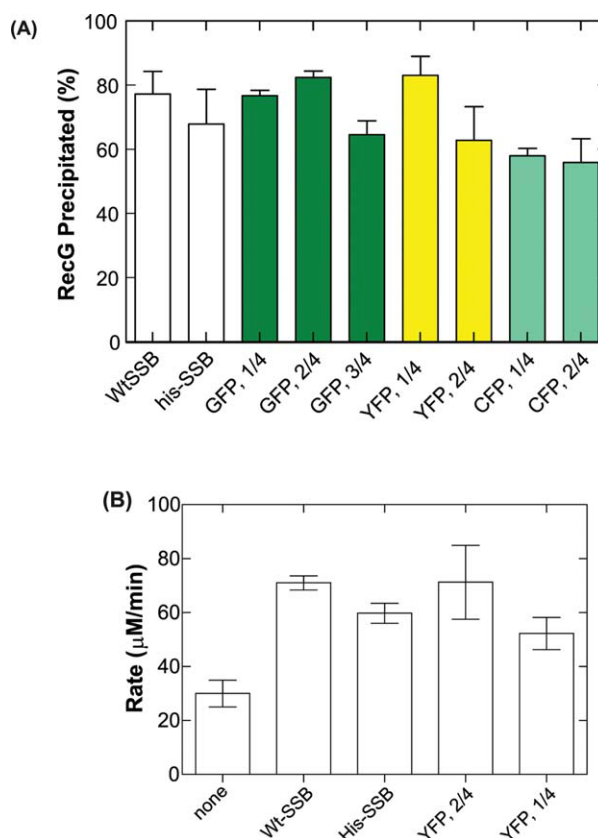 (A)
RecG Precipitated (%)
100
80
60
40
20
0
WtSSB
his-SSB
GFP, 1/4
GFP, 2/4
GFP, 3/4
YFP, 1/4
YFP, 2/4
CFP, 1/4
CFP, 2/4
(B)
Rate (μM/min)
100
80
60
40
20
0
none
Wt-SSB
His-SSB
YFP, 2/4
YFP, 1/4